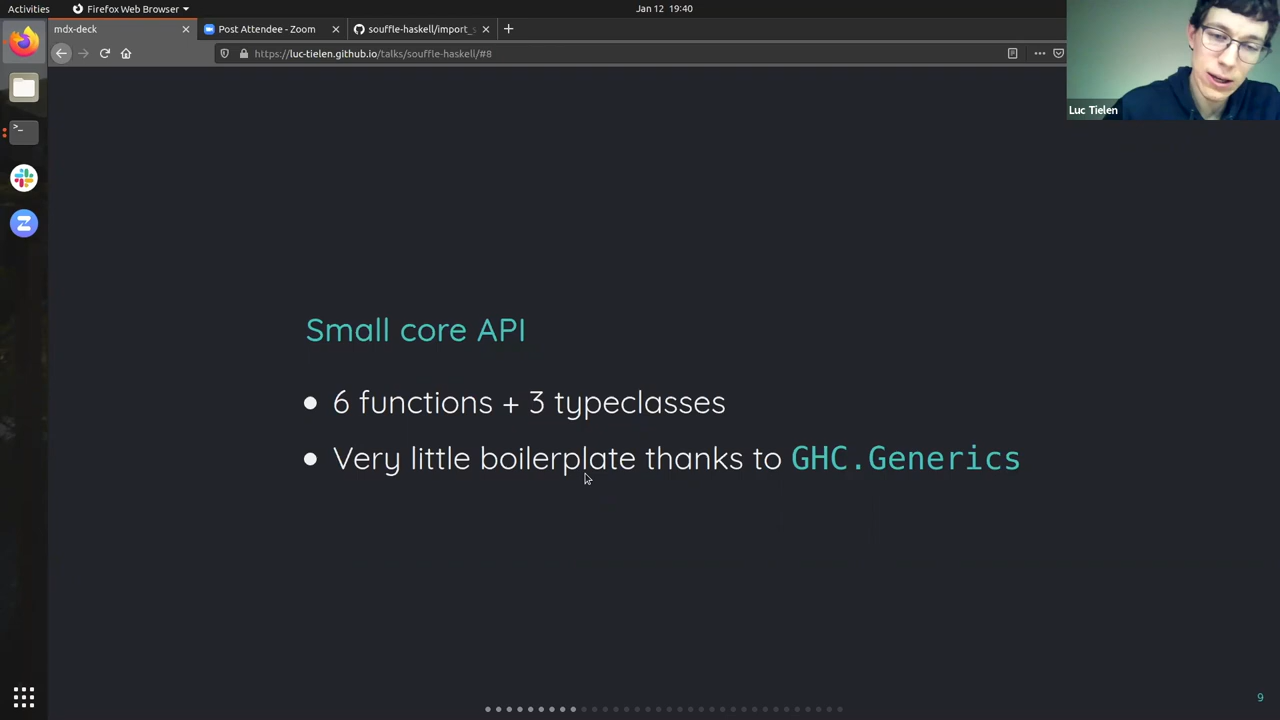 Activities
Firefox Web Browser
Jan 12 19:40
mdx-deck
Post Attendee - Zoom
souffle-haskell/import_s
https://luc-tielen.github.io/talks/souffle-haskell/#8
Luc Tielen
Small core API
6 functions + 3 typeclasses
Very little boilerplate thanks to GHC.Generics
9